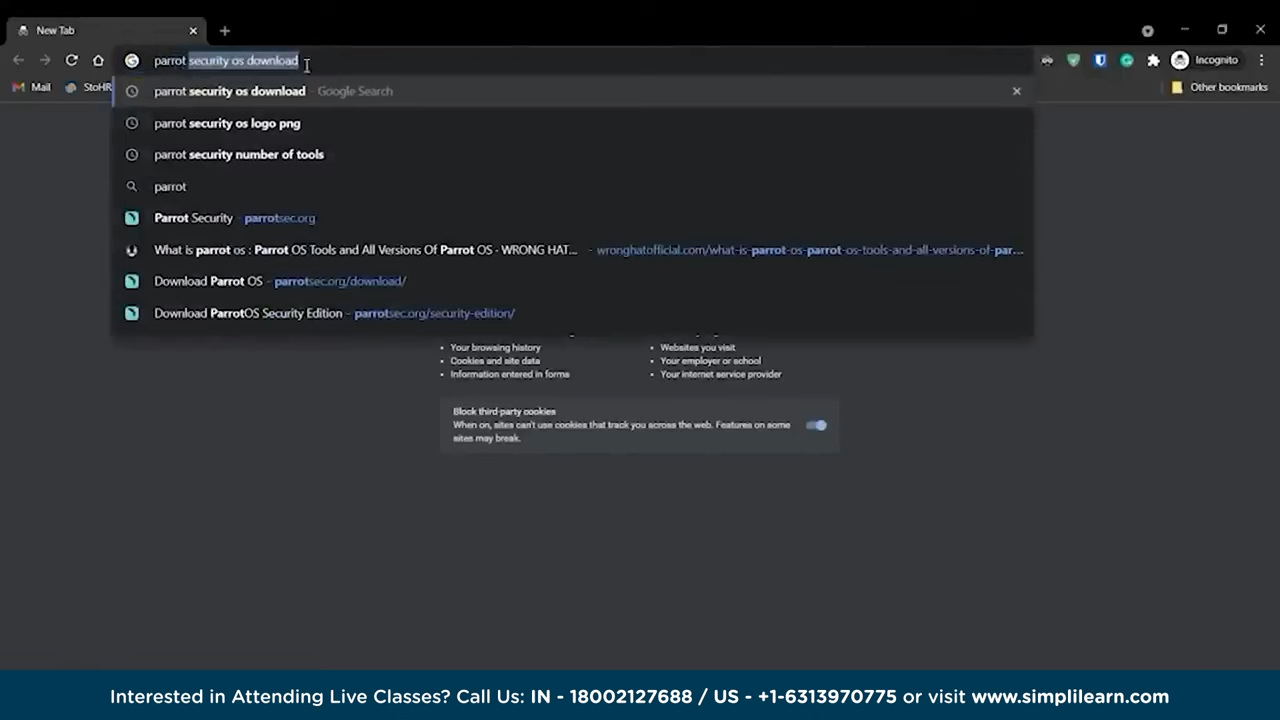 New Tab
parrot security os download
Incognito
Mail
StoHR
Other bookmarks
parrot security os download - Google Search
parrot security os logo png
parrot security number of tools
parrot
Parrot Security - parrotsec.org
What is parrot os : Parrot OS Tools and All Versions Of Parrot OS - WRONG HAT... - wronghatofficial.com/what-is-parrot-os-parrot-os-tools-and-all-versions-of-par...
Download Parrot OS - parrotsec.org/download/
Download ParrotOS Security Edition - parrotsec.org/security-edition/
• Your browsing history
• Cookies and site data
• Information entered in forms
• Websites you visit
• Your employer or school
• Your internet service provider
Block third-party cookies
When on, sites can't use cookies that track you across the web. Features on some
sites may break.
Interested in Attending Live Classes? Call Us: IN - 18002127688 / US - +1-6313970775 or visit www.simplilearn.com